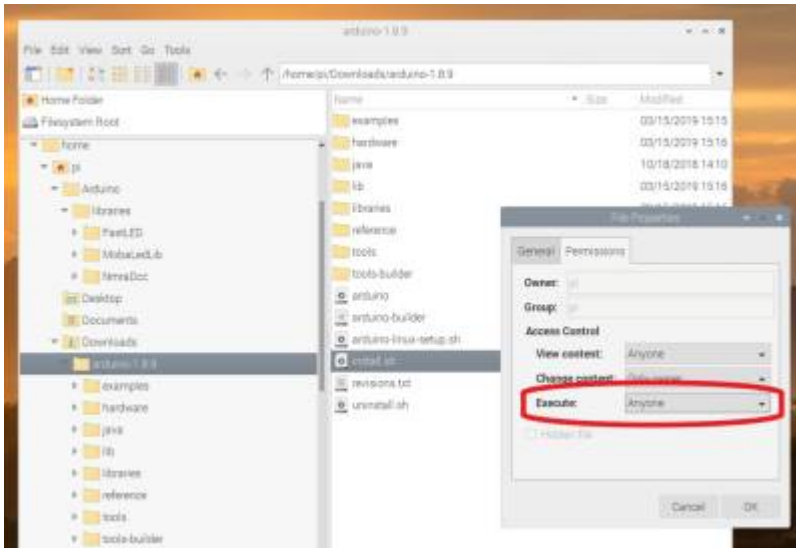 arduino-1.8.9
File Edit View Sort Go Tools
/home/pi/Downloads/arduino-1.8.9
Home Folder
Filesystem Root
home
pi
Arduino
libraries
FastLED
MobaLedLib
NmraDcc
Desktop
Documents
Downloads
arduino-1.8.9
examples
hardware
java
lib
libraries
reference
tools
tools-builder
Name Size Modified
examples 03/15/2019 15:15
hardware 03/15/2019 15:16
java 10/18/2018 14:10
lib 03/15/2019 15:16
libraries
reference
tools
tools-builder
arduino
arduino-builder
arduino-linux-setup.sh
install.sh
revisions.txt
uninstall.sh
File Properties
General Permissions
Owner: pi
Group: pi
Access Control
View content: Anyone
Change content: Only owner
Execute: Anyone
Hidden file
Cancel OK